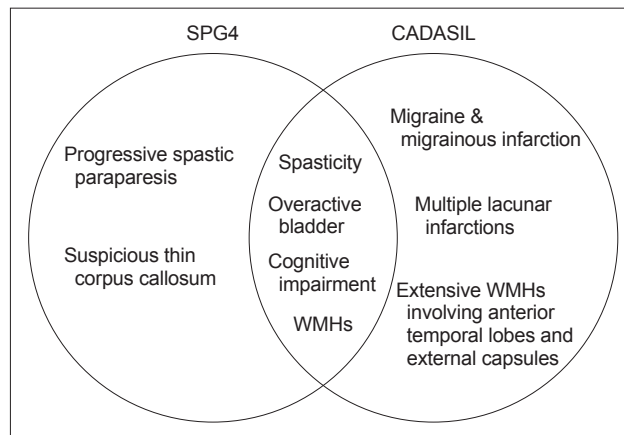 SPG4
CADASIL
Progressive spastic
paraparesis
Suspicious thin
corpus callosum
Spasticity
Overactive
bladder
Cognitive
impairment
WMHs
Migraine &
migrainous infarction
Multiple lacunar
infarctions
Extensive WMHs
involving anterior
temporal lobes and
external capsules